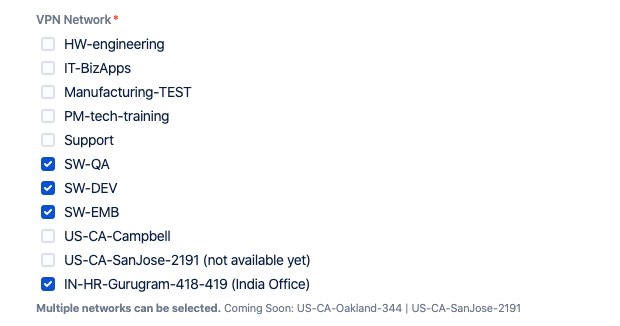 VPN Network*
HW-engineering
IT-BizApps
Manufacturing-TEST
PM-tech-training
Support
SW-QA
SW-DEV
SW-EMB
US-CA-Campbell
US-CA-SanJose-2191 (not available yet)
IN-HR-Gurugram-418-419 (India Office)
Multiple networks can be selected. Coming Soon: US-CA-Oakland-344 | US-CA-SanJose-2191